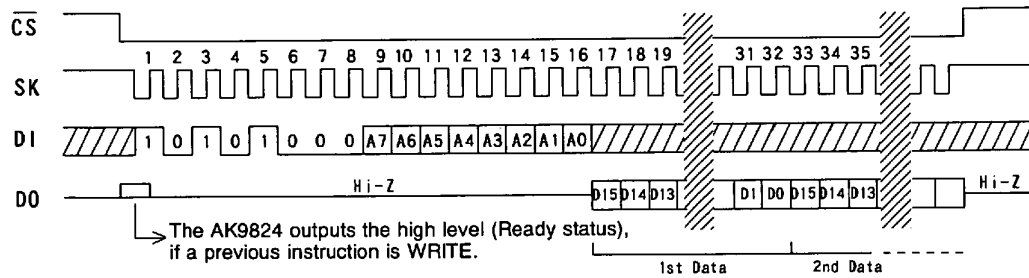 CS
1 2 3 4 5 6 7 8 9 10 11 12 13 14 15 16 17 18 19 31 32 33 34 35
SK
DI 1 0 1 0 1 0 0 0 A7 A6 A5 A4 A3 A2 A1 A0
DO Hi-Z D15 D14 D13 D1 D0 D15 D14 D13 Hi-Z
The AK9824 outputs the high level (Ready status),
if a previous instruction is WRITE.
1st Data 2nd Data